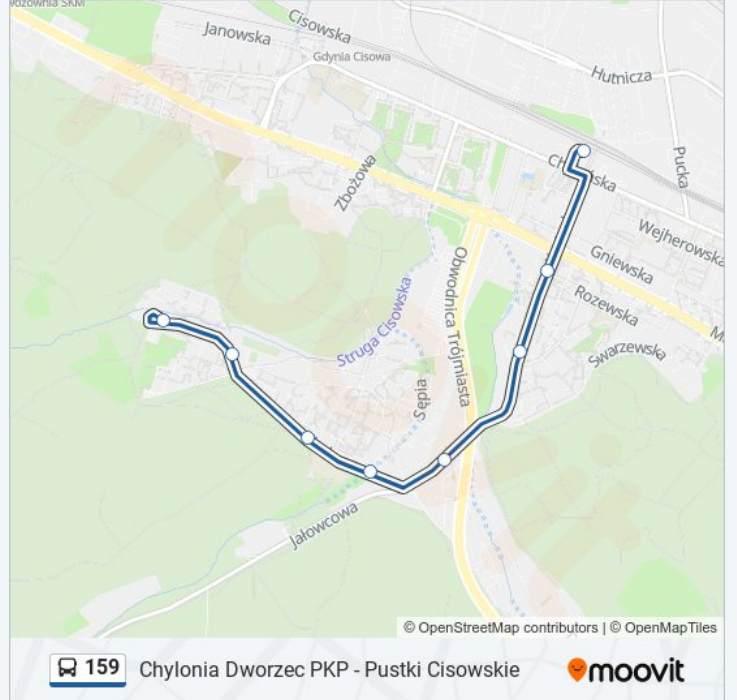 Cisowska
Janowska
Gdynia Cisowa
Hutnicza
Pucka
Zbożowa
Wejherowska
Gniewska
Rozewska
Swarzewska
Obwodnica Trójmiasta
Struga Cisowska
Sępia
Jałowcowa
© OpenStreetMap contributors | © OpenMapTiles
159 Chylonia Dworzec PKP - Pustki Cisowskie moovit